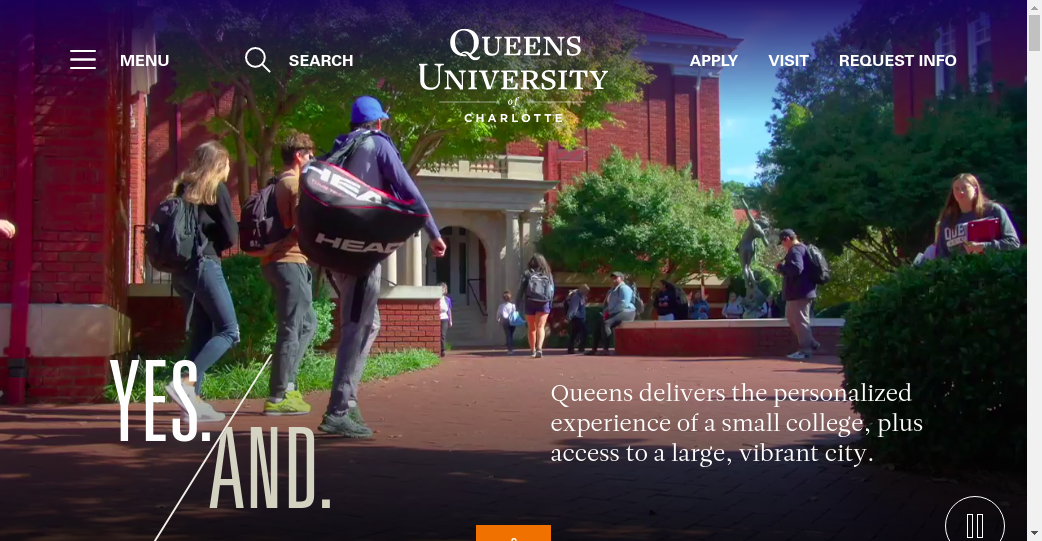 MENU
SEARCH
QUEENS
UNIVERSITY
of
CHARLOTTE
APPLY
VISIT
REQUEST INFO
HEAD
HEAD
YES.
AND.
Queens delivers the personalized
experience of a small college, plus
access to a large, vibrant city.